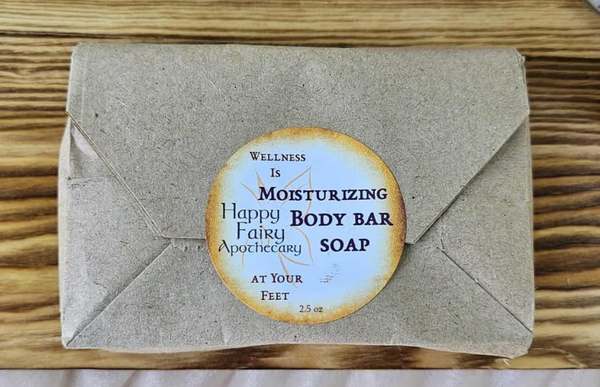 Wellness
Is
Moisturizing
Happy Body bar
Fairy
Apothecary soap
at Your
Feet
2.5 oz